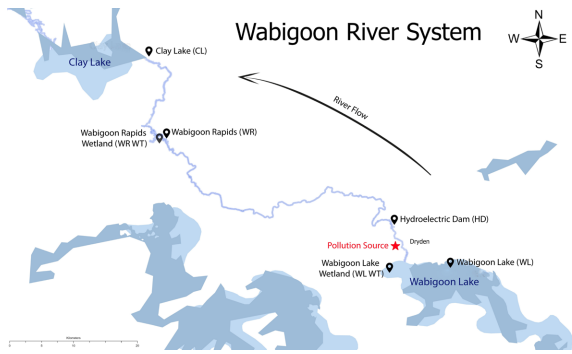 Wabigoon River System
N
W
E
S
Clay Lake (CL)
Clay Lake
River Flow
Wabigoon Rapids
Wetland (WR WT)
Wabigoon Rapids (WR)
Hydroelectric Dam (HD)
Pollution Source
Dryden
Wabigoon Lake
Wetland (WL WT)
Wabigoon Lake (WL)
Wabigoon Lake